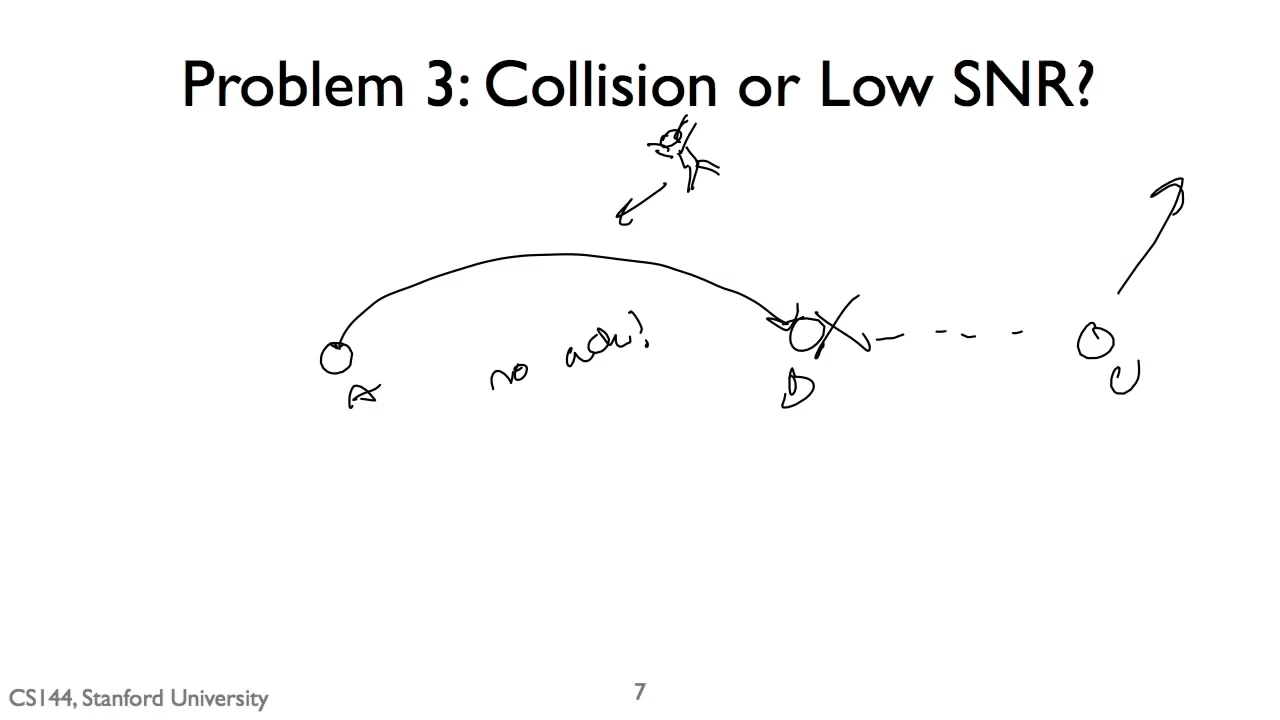 Problem 3: Collision or Low SNR?
no ack!
A
D
CS144, Stanford University
7